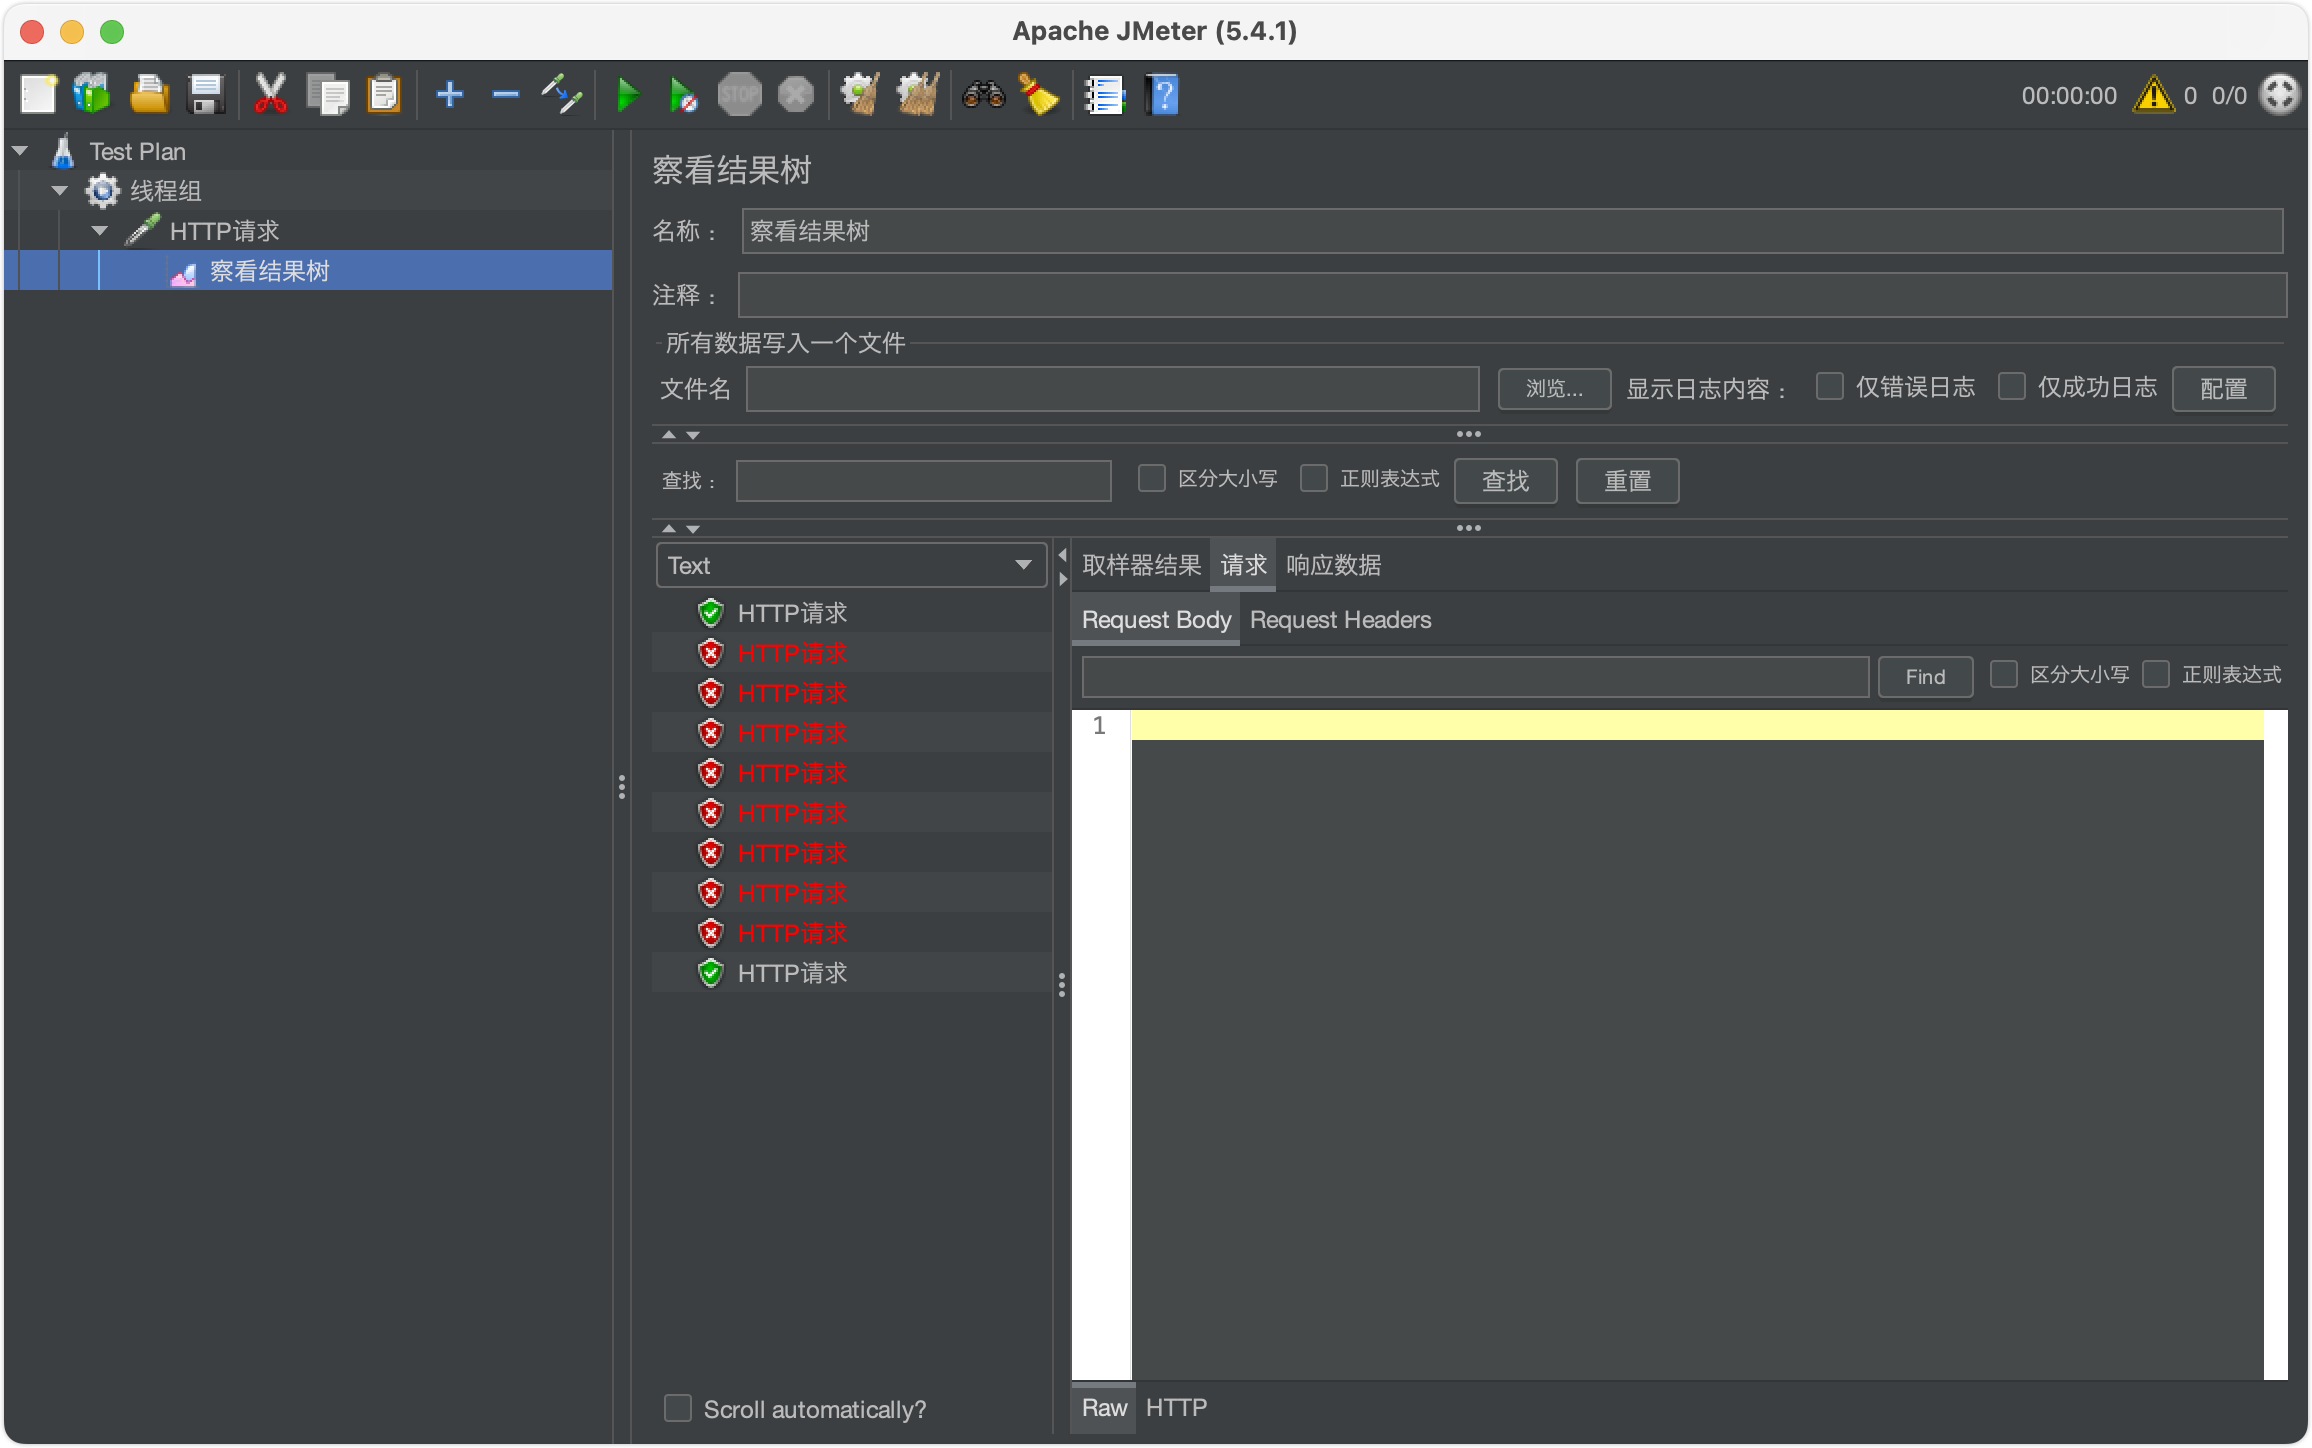 Apache JMeter (5.4.1)
STOP
00:00:00 0 0/0
Test Plan
线程组
HTTP请求
察看结果树
察看结果树
名称： 察看结果树
注释：
所有数据写入一个文件
文件名 浏览... 显示日志内容： 仅错误日志 仅成功日志 配置
查找： 区分大小写 正则表达式 查找 重置
Text
HTTP请求
HTTP请求
HTTP请求
HTTP请求
HTTP请求
HTTP请求
HTTP请求
HTTP请求
HTTP请求
HTTP请求
Scroll automatically?
取样器结果 请求 响应数据
Request Body Request Headers
Find 区分大小写 正则表达式
1
Raw HTTP